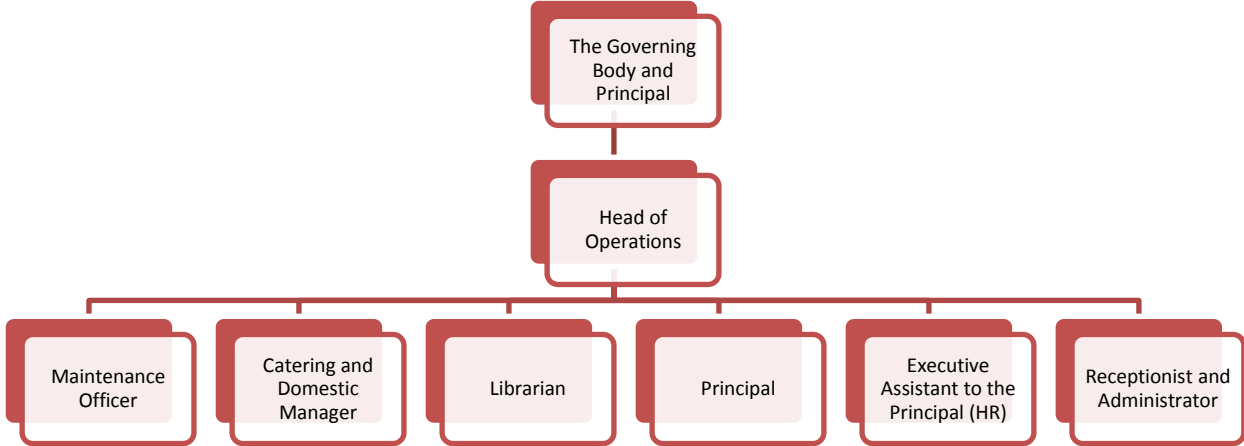 The Governing
Body and
Principal
Head of
Operations
Maintenance
Officer
Catering and
Domestic
Manager
Librarian
Principal
Executive
Assistant to the
Principal (HR)
Receptionist and
Administrator